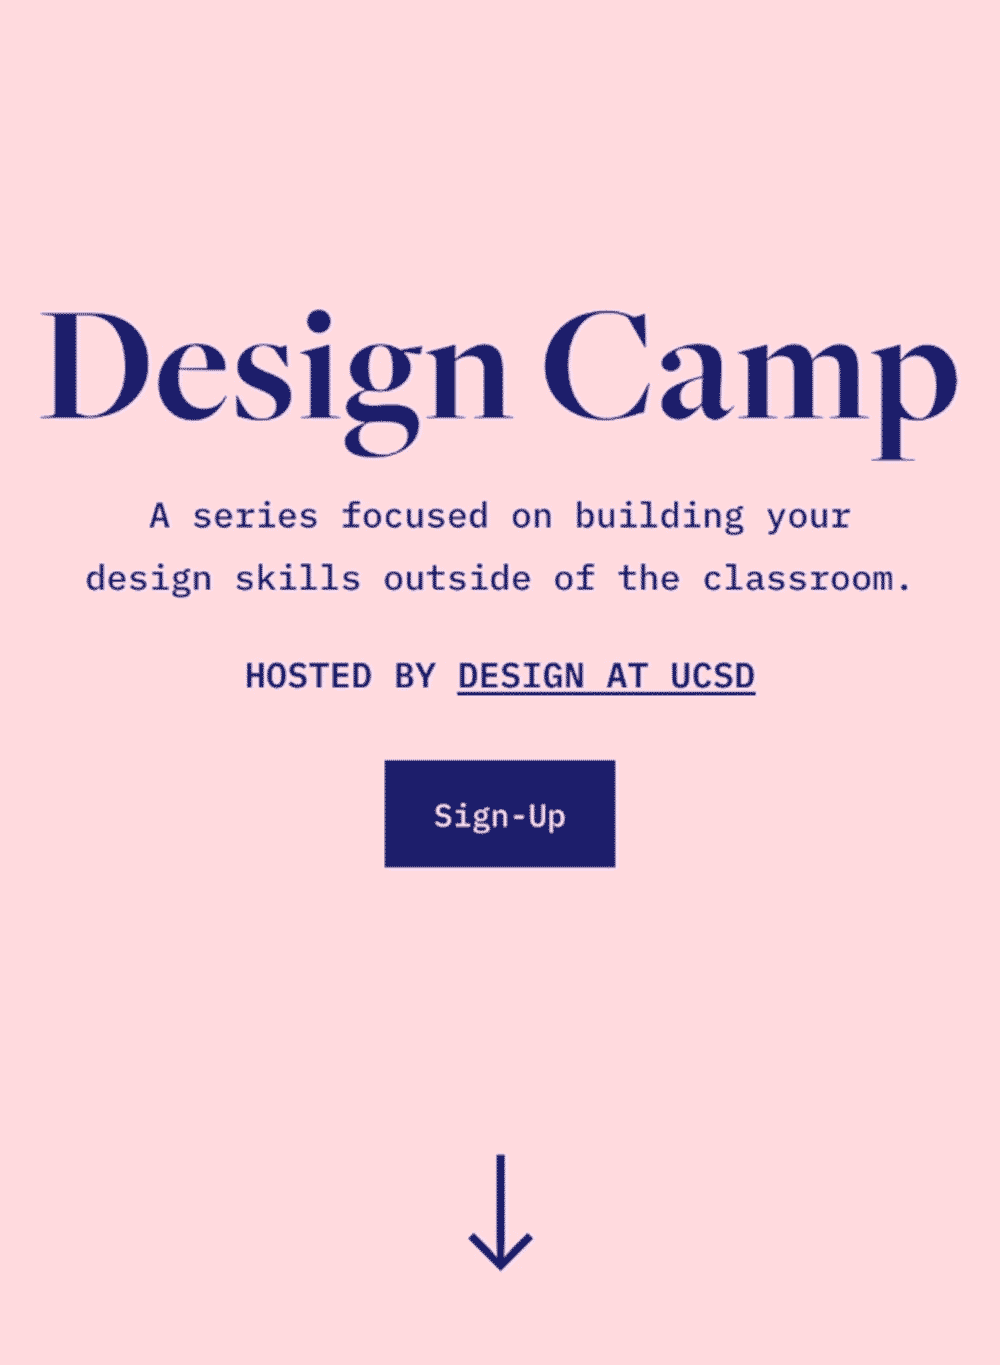 Design Camp
A series focused on building your
design skills outside of the classroom.
HOSTED BY DESIGN AT UCSD
Sign-Up